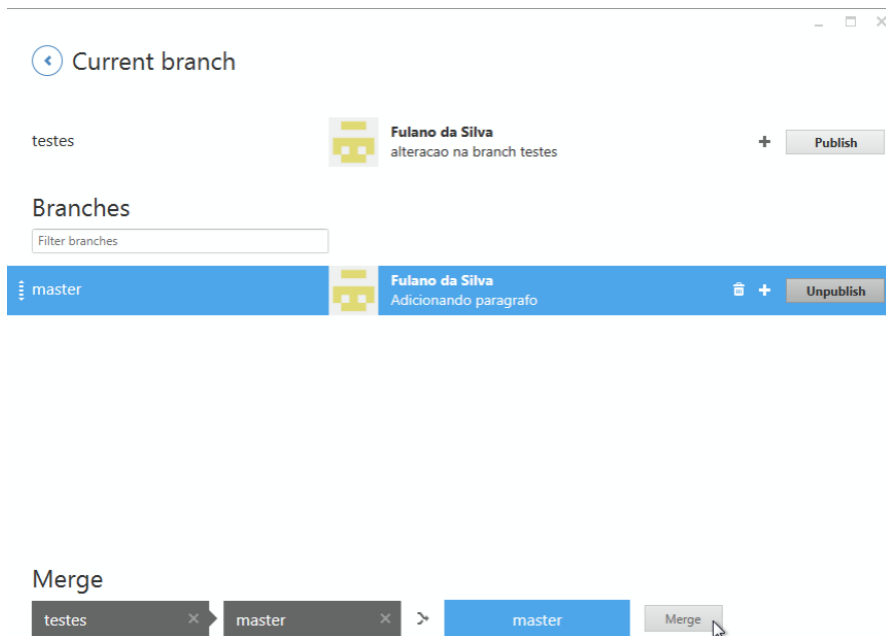 Current branch
testes
Fulano da Silva
alteracao na branch testes
Publish
Branches
Filter branches
master
Fulano da Silva
Adicionando paragrafo
Unpublish
Merge
testes
master
master
Merge